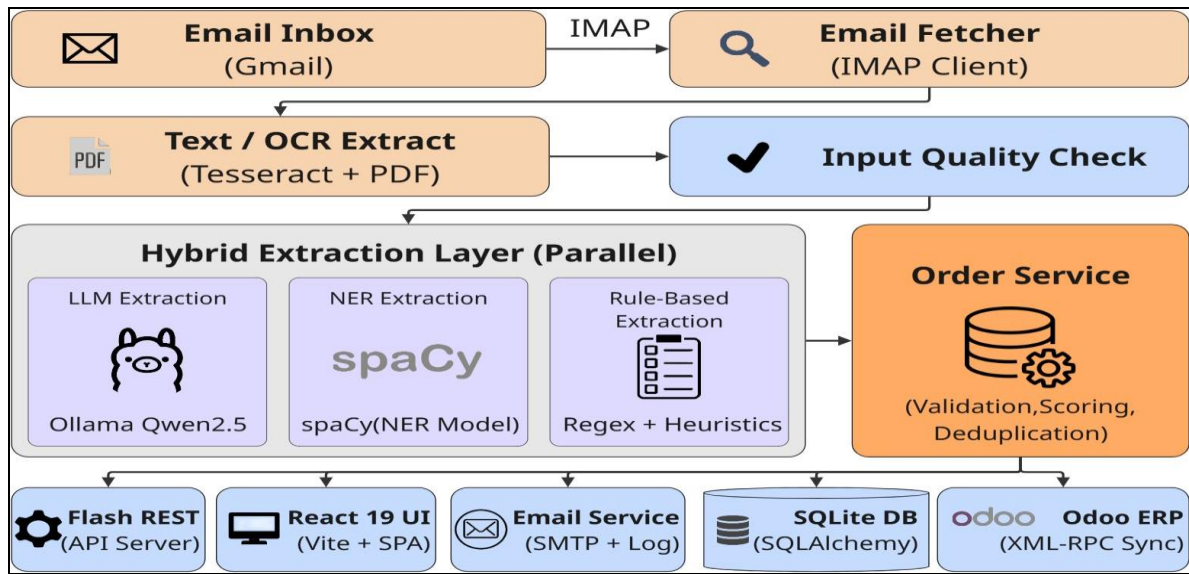 Email Inbox
(Gmail)
IMAP
Email Fetcher
(IMAP Client)
PDF
Text / OCR Extract
(Tesseract + PDF)
Input Quality Check
Hybrid Extraction Layer (Parallel)
LLM Extraction
Ollama Qwen2.5
NER Extraction
spaCy
spaCy(NER Model)
Rule-Based
Extraction
Regex + Heuristics
Order Service
(Validation,Scoring,
Deduplication)
Flash REST
(API Server)
React 19 UI
(Vite + SPA)
Email Service
(SMTP + Log)
SQLite DB
(SQLAlchemy)
odoo
Odoo ERP
(XML-RPC Sync)